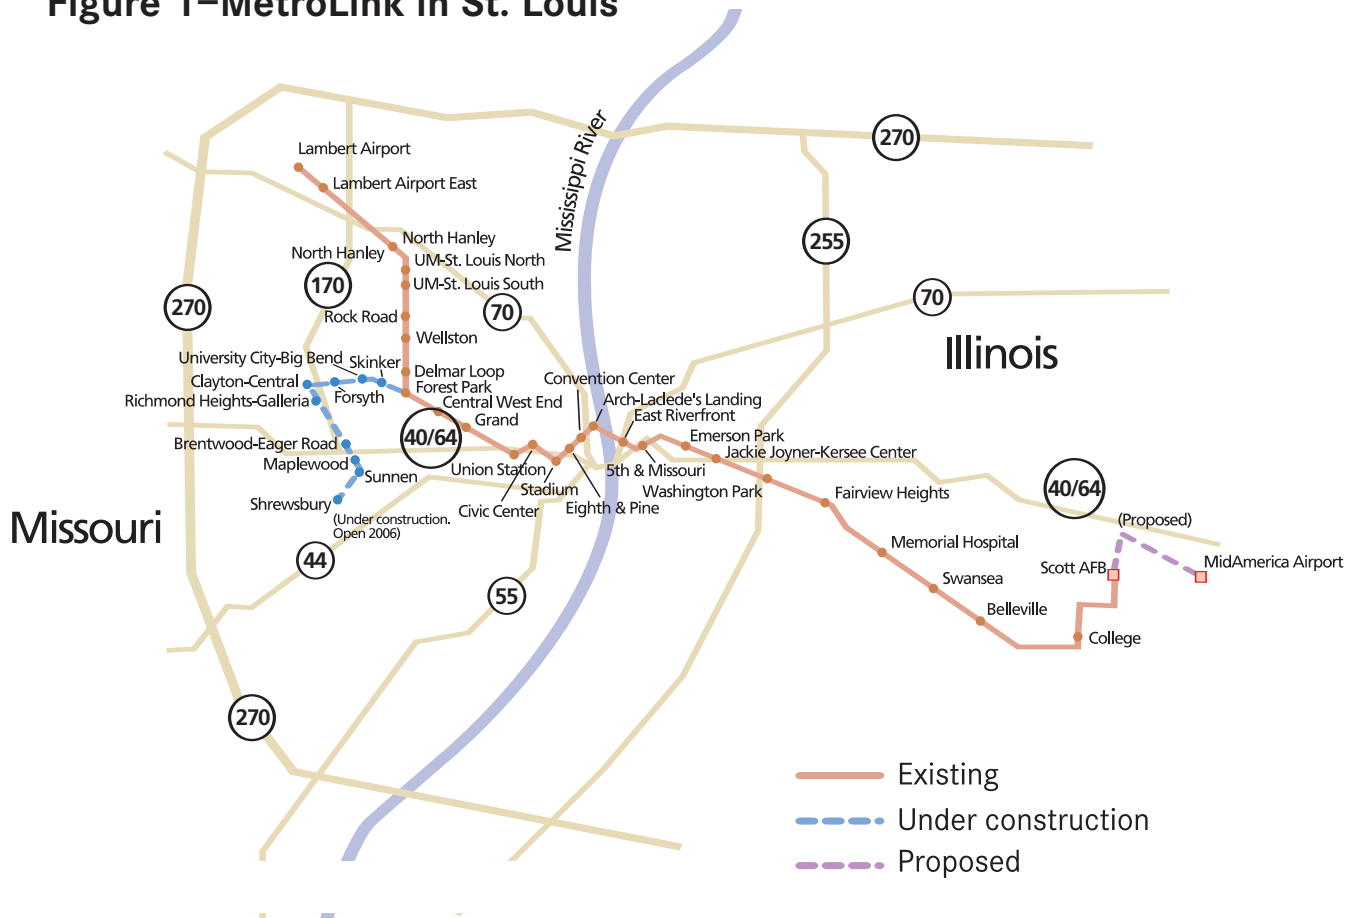 Figure 1–MetroLink in St. Louis
Mississippi River
270
Lambert Airport
Lambert Airport East
North Hanley
North Hanley
255
UM-St. Louis North
UM-St. Louis South
170
70
70
270
Rock Road
Wellston
Illinois
University City-Big Bend
Skinker
Delmar Loop
Clayton-Central
Forest Park
Convention Center
Richmond Heights-Galleria
Forsyth
Central West End
Arch-Laclede's Landing
Grand
East Riverfront
40/64
Emerson Park
Brentwood-Eager Road
Jackie Joyner-Kersee Center
Maplewood
Union Station
5th & Missouri
Sunnen
Stadium
Washington Park
40/64
Fairview Heights
Shrewsbury
Civic Center
Eighth & Pine
(Under construction.
Open 2006)
Missouri
(Proposed)
Memorial Hospital
44
Scott AFB
MidAmerica Airport
Swansea
55
Belleville
College
270
Existing
Under construction
Proposed